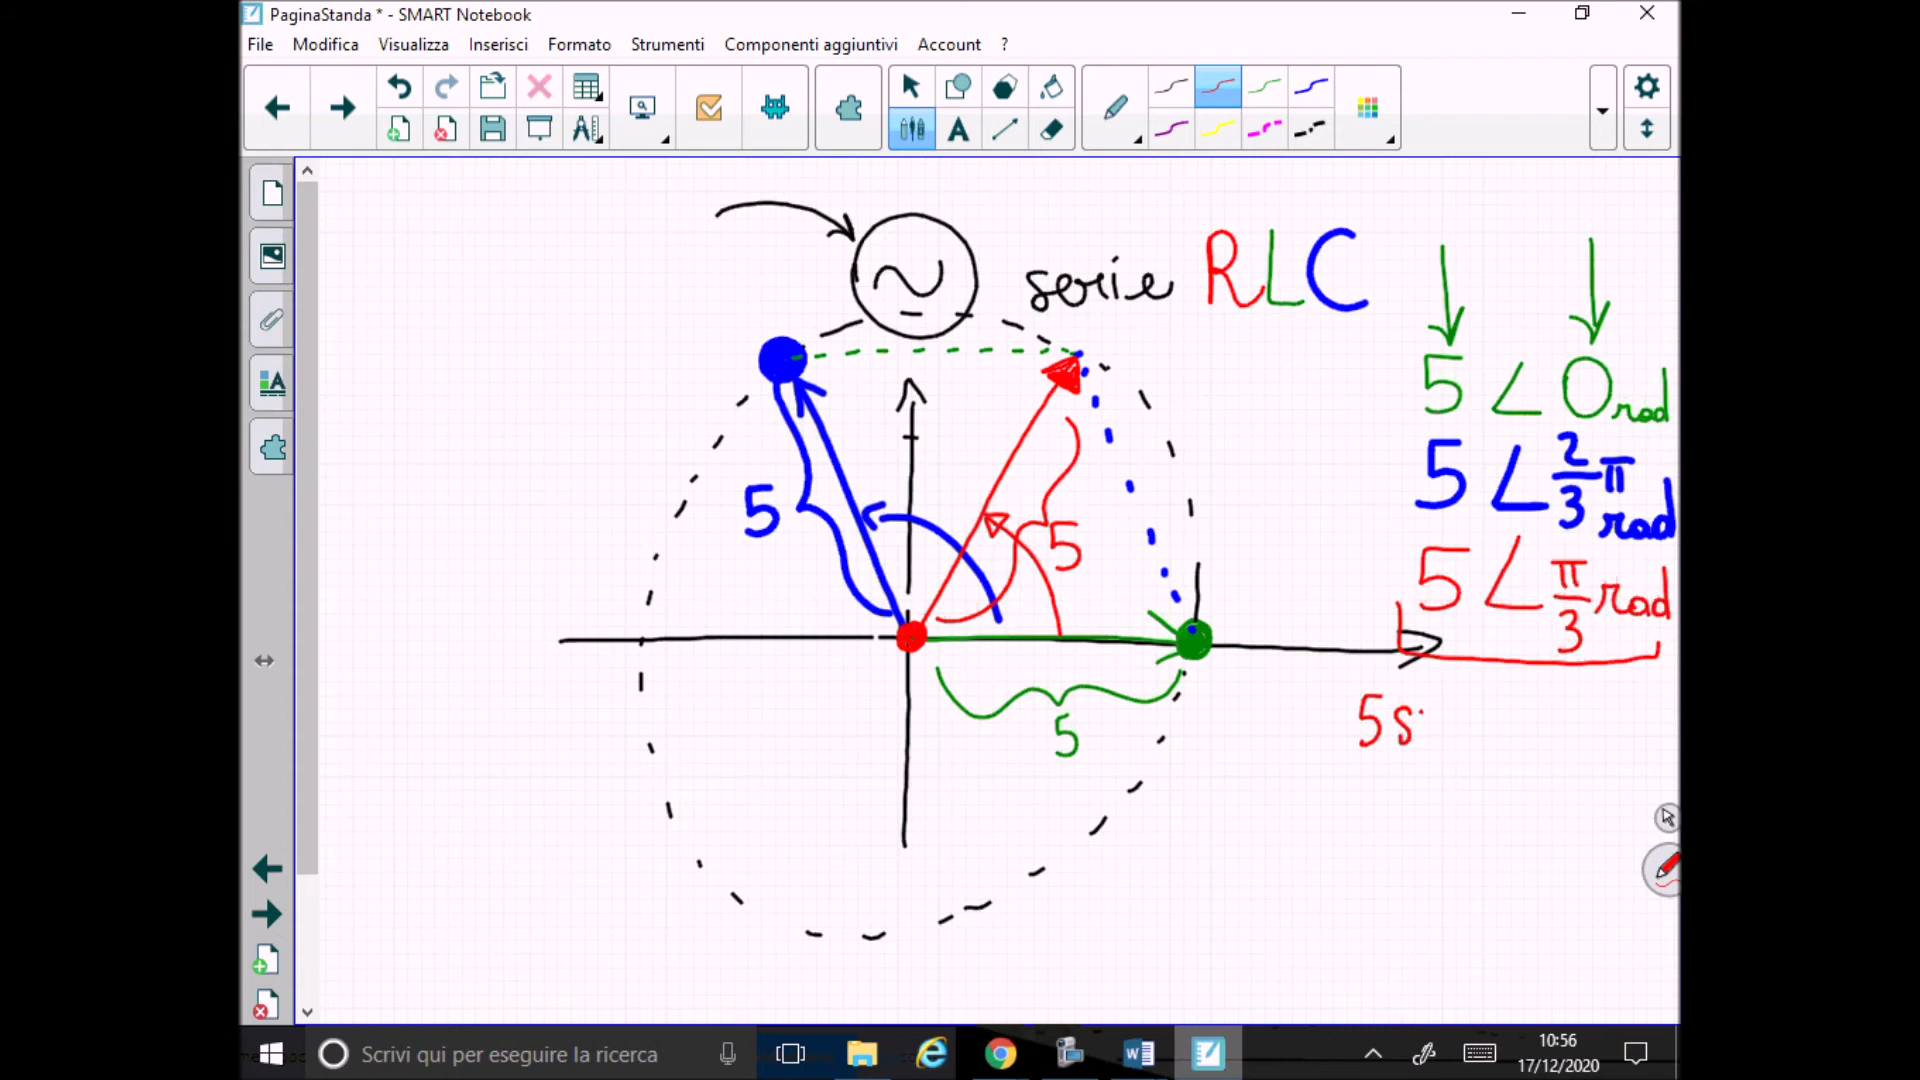 PaginaStanda * - SMART Notebook
File Modifica Visualizza Inserisci Formato Strumenti Componenti aggiuntivi Account ?
serie RLC
5 ∠ 0 rad
5 ∠ 2/3 π rad
5 ∠ π/3 rad
5
5
5
5s
Scrivi qui per eseguire la ricerca
10:56
17/12/2020